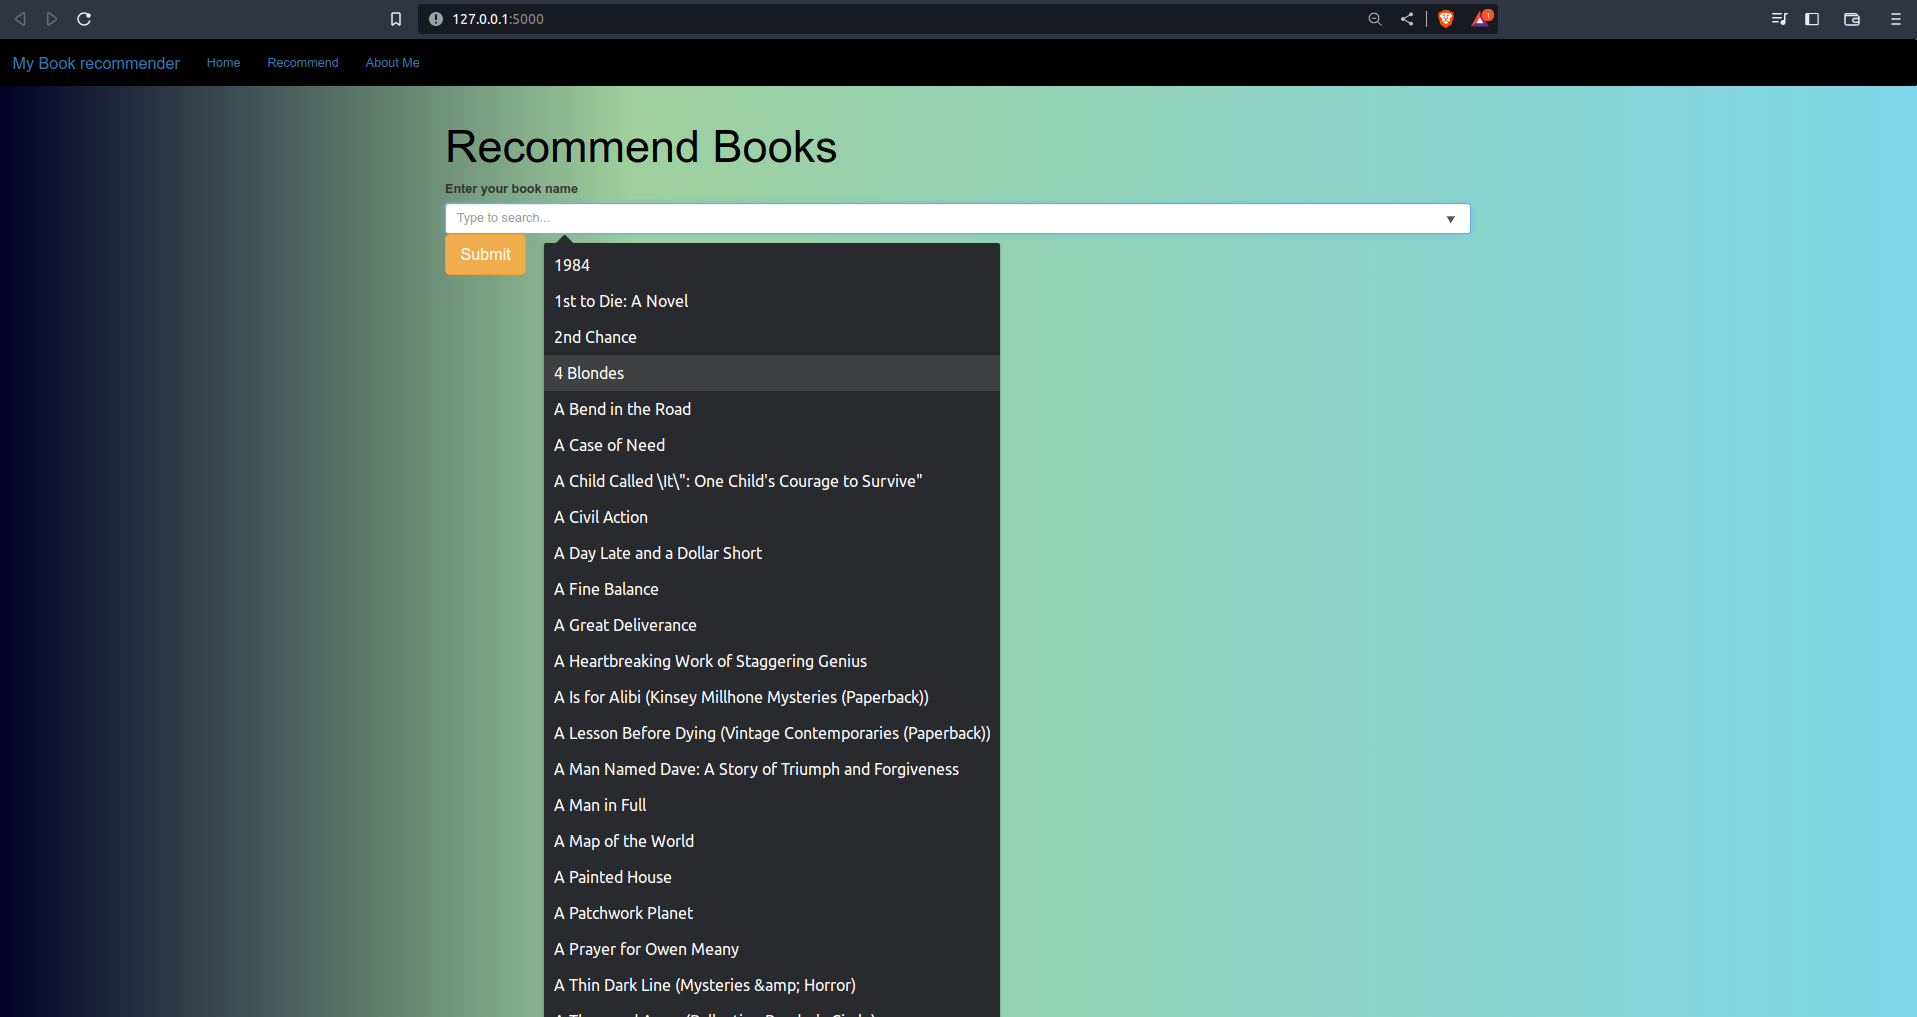 127.0.0.1:5000
1
My Book recommender Home Recommend About Me
Recommend Books
Enter your book name
Type to search...
Submit
1984
1st to Die: A Novel
2nd Chance
4 Blondes
A Bend in the Road
A Case of Need
A Child Called \It\": One Child's Courage to Survive"
A Civil Action
A Day Late and a Dollar Short
A Fine Balance
A Great Deliverance
A Heartbreaking Work of Staggering Genius
A Is for Alibi (Kinsey Millhone Mysteries (Paperback))
A Lesson Before Dying (Vintage Contemporaries (Paperback))
A Man Named Dave: A Story of Triumph and Forgiveness
A Man in Full
A Map of the World
A Painted House
A Patchwork Planet
A Prayer for Owen Meany
A Thin Dark Line (Mysteries &amp; Horror)